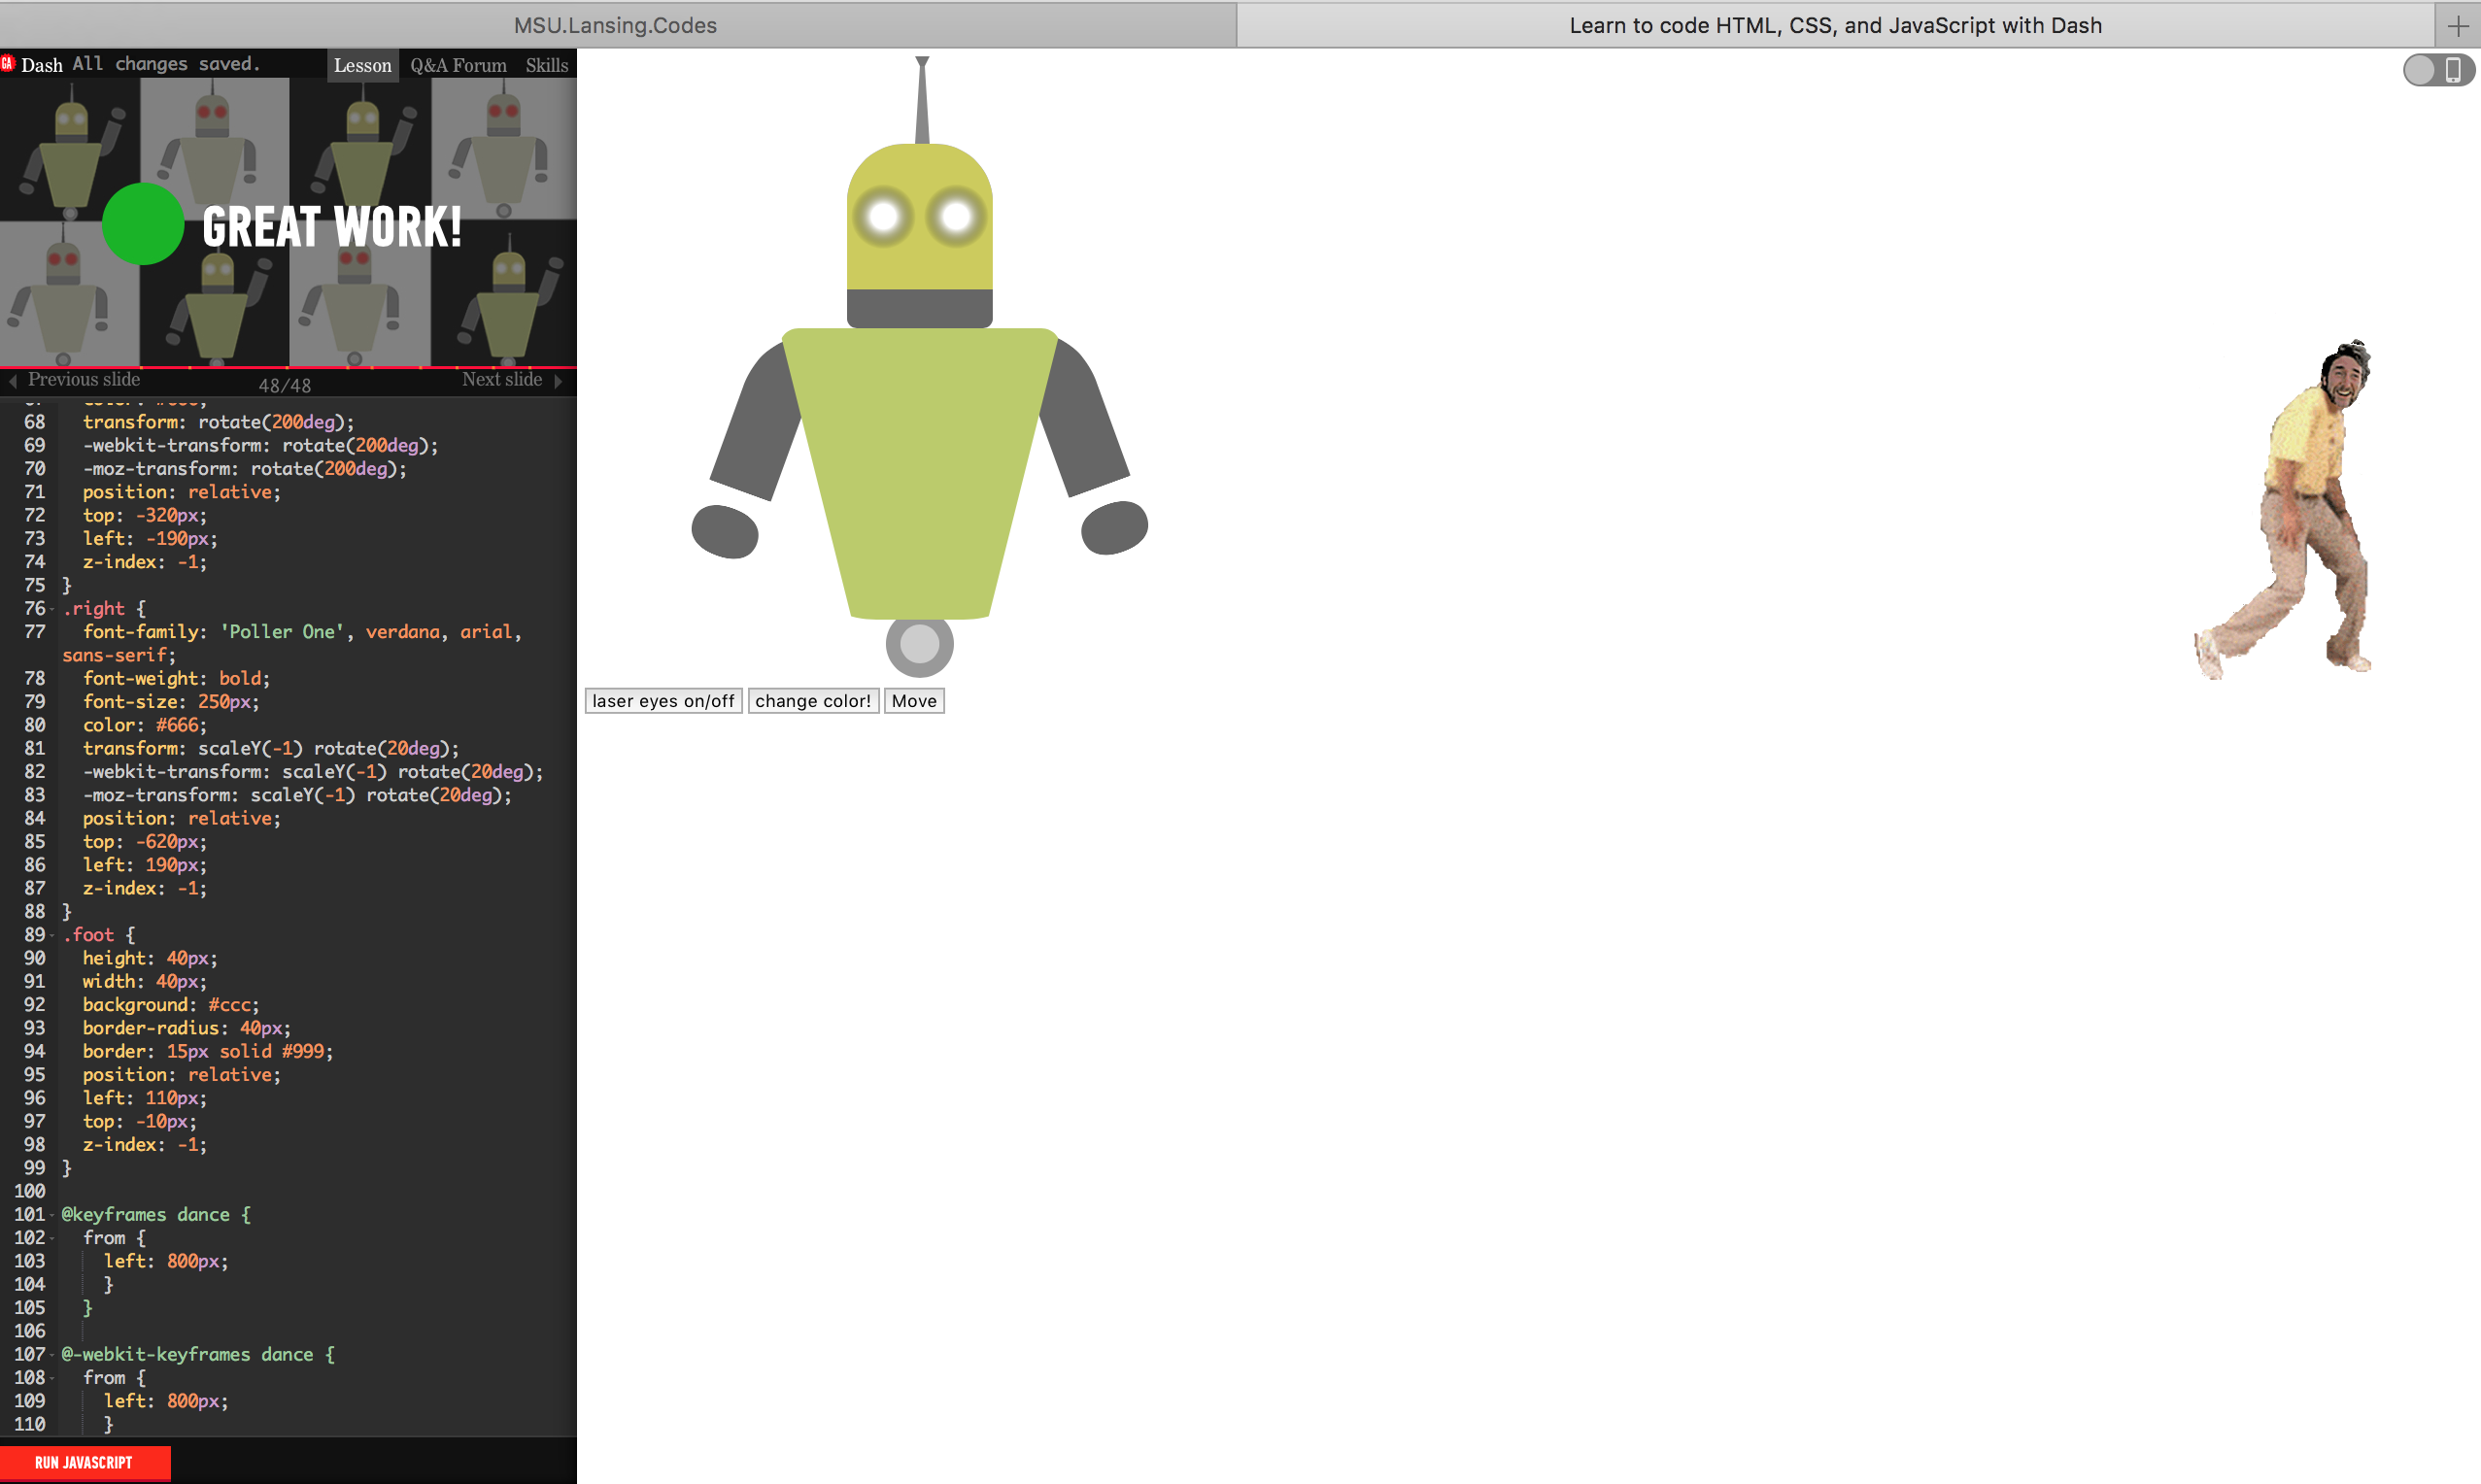 MSU.Lansing.Codes
Learn to code HTML, CSS, and JavaScript with Dash
GA Dash All changes saved. Lesson Q&A Forum Skills
GREAT WORK!
Previous slide 48/48 Next slide
68 transform: rotate(200deg);
69 -webkit-transform: rotate(200deg);
70 -moz-transform: rotate(200deg);
71 position: relative;
72 top: -320px;
73 left: -190px;
74 z-index: -1;
75 }
76 .right {
77 font-family: 'Poller One', verdana, arial,
sans-serif;
78 font-weight: bold;
79 font-size: 250px;
80 color: #666;
81 transform: scaleY(-1) rotate(20deg);
82 -webkit-transform: scaleY(-1) rotate(20deg);
83 -moz-transform: scaleY(-1) rotate(20deg);
84 position: relative;
85 top: -620px;
86 left: 190px;
87 z-index: -1;
88 }
89 .foot {
90 height: 40px;
91 width: 40px;
92 background: #ccc;
93 border-radius: 40px;
94 border: 15px solid #999;
95 position: relative;
96 left: 110px;
97 top: -10px;
98 z-index: -1;
99 }
100
101 @keyframes dance {
102 from {
103 left: 800px;
104 }
105 }
106
107 @-webkit-keyframes dance {
108 from {
109 left: 800px;
110 }
RUN JAVASCRIPT
laser eyes on/off change color! Move